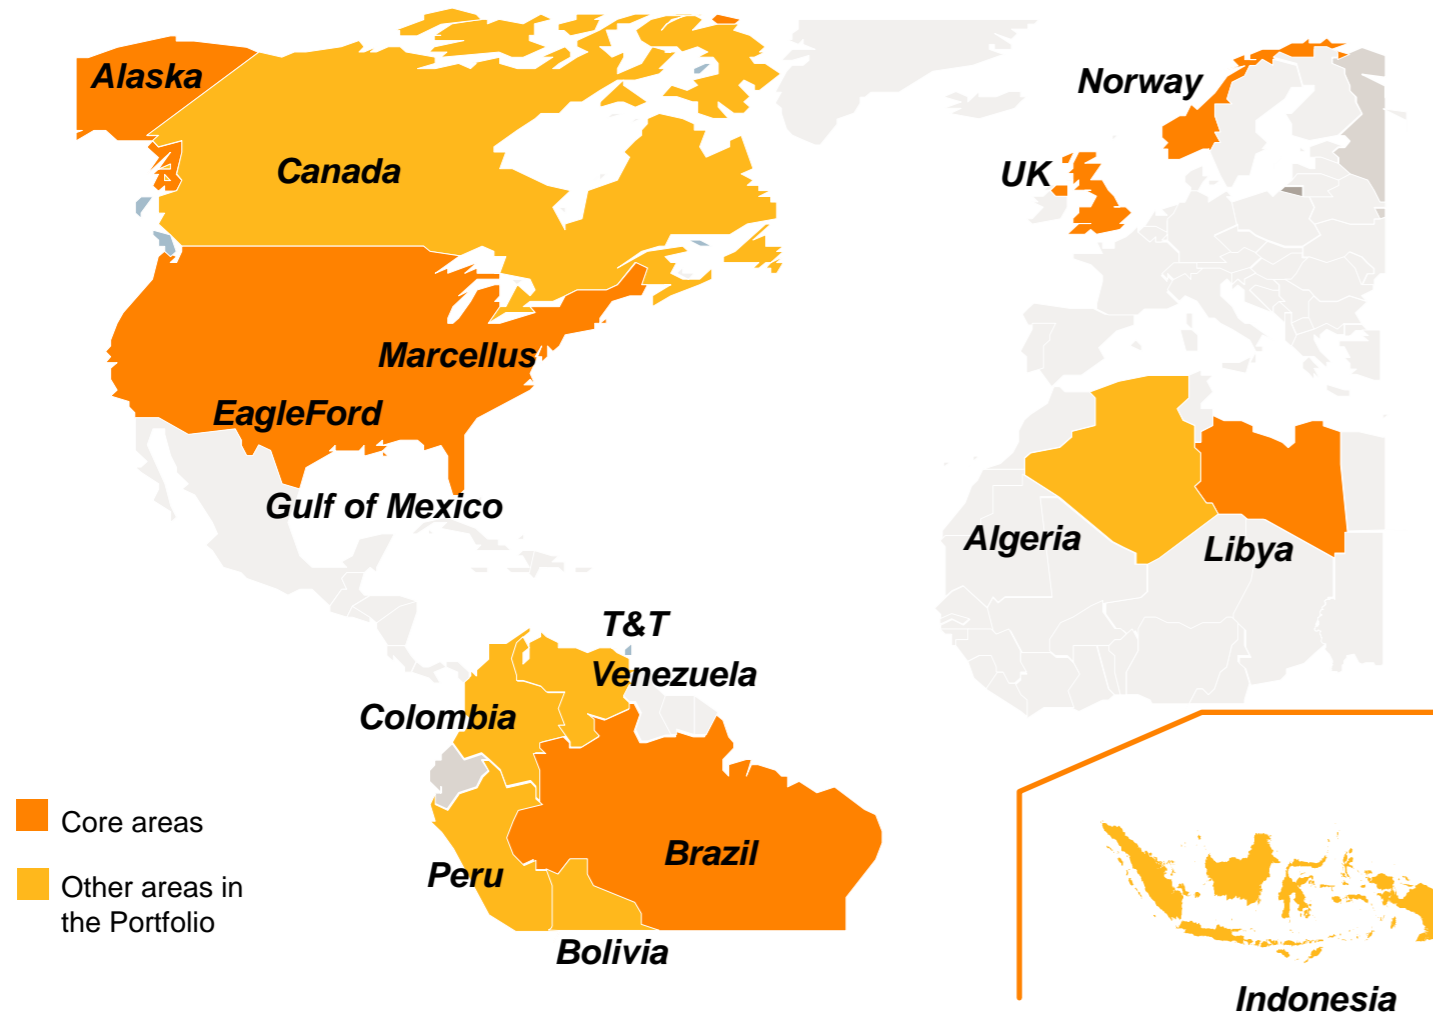 Alaska
Norway
Canada
UK
Marcellus
EagleFord
Gulf of Mexico
Algeria
Libya
T&T
Venezuela
Colombia
Core areas
Brazil
Peru
Other areas in
the Portfolio
Bolivia
Indonesia